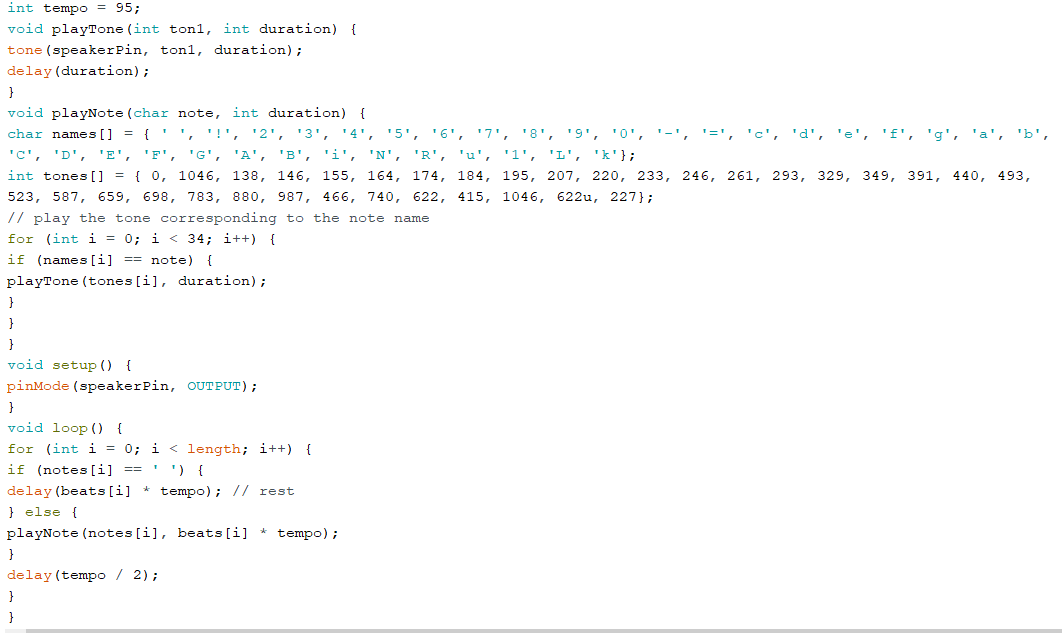 int tempo = 95;
void playTone(int ton1, int duration) {
tone(speakerPin, ton1, duration);
delay(duration);
}
void playNote(char note, int duration) {
char names[] = { ' ', '!', '2', '3', '4', '5', '6', '7', '8', '9', '0', '-', '=', 'c', 'd', 'e', 'f', 'g', 'a', 'b',
'C', 'D', 'E', 'F', 'G', 'A', 'B', 'i', 'N', 'R', 'u', '1', 'L', 'k'};
int tones[] = { 0, 1046, 138, 146, 155, 164, 174, 184, 195, 207, 220, 233, 246, 261, 293, 329, 349, 391, 440, 493,
523, 587, 659, 698, 783, 880, 987, 466, 740, 622, 415, 1046, 622u, 227};
// play the tone corresponding to the note name
for (int i = 0; i < 34; i++) {
if (names[i] == note) {
playTone(tones[i], duration);
}
}
}
void setup() {
pinMode(speakerPin, OUTPUT);
}
void loop() {
for (int i = 0; i < length; i++) {
if (notes[i] == ' ') {
delay(beats[i] * tempo); // rest
} else {
playNote(notes[i], beats[i] * tempo);
}
delay(tempo / 2);
}
}